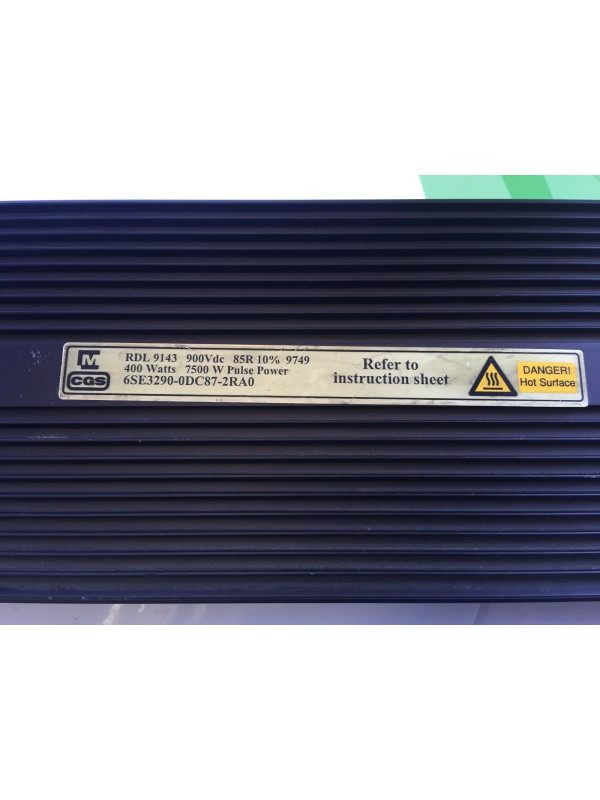 M
CGS
RDL 9143 900Vdc 85R 10% 9749
400 Watts 7500 W Pulse Power
6SE3290-0DC87-2RA0
Refer to
instruction sheet
DANGER!
Hot Surface